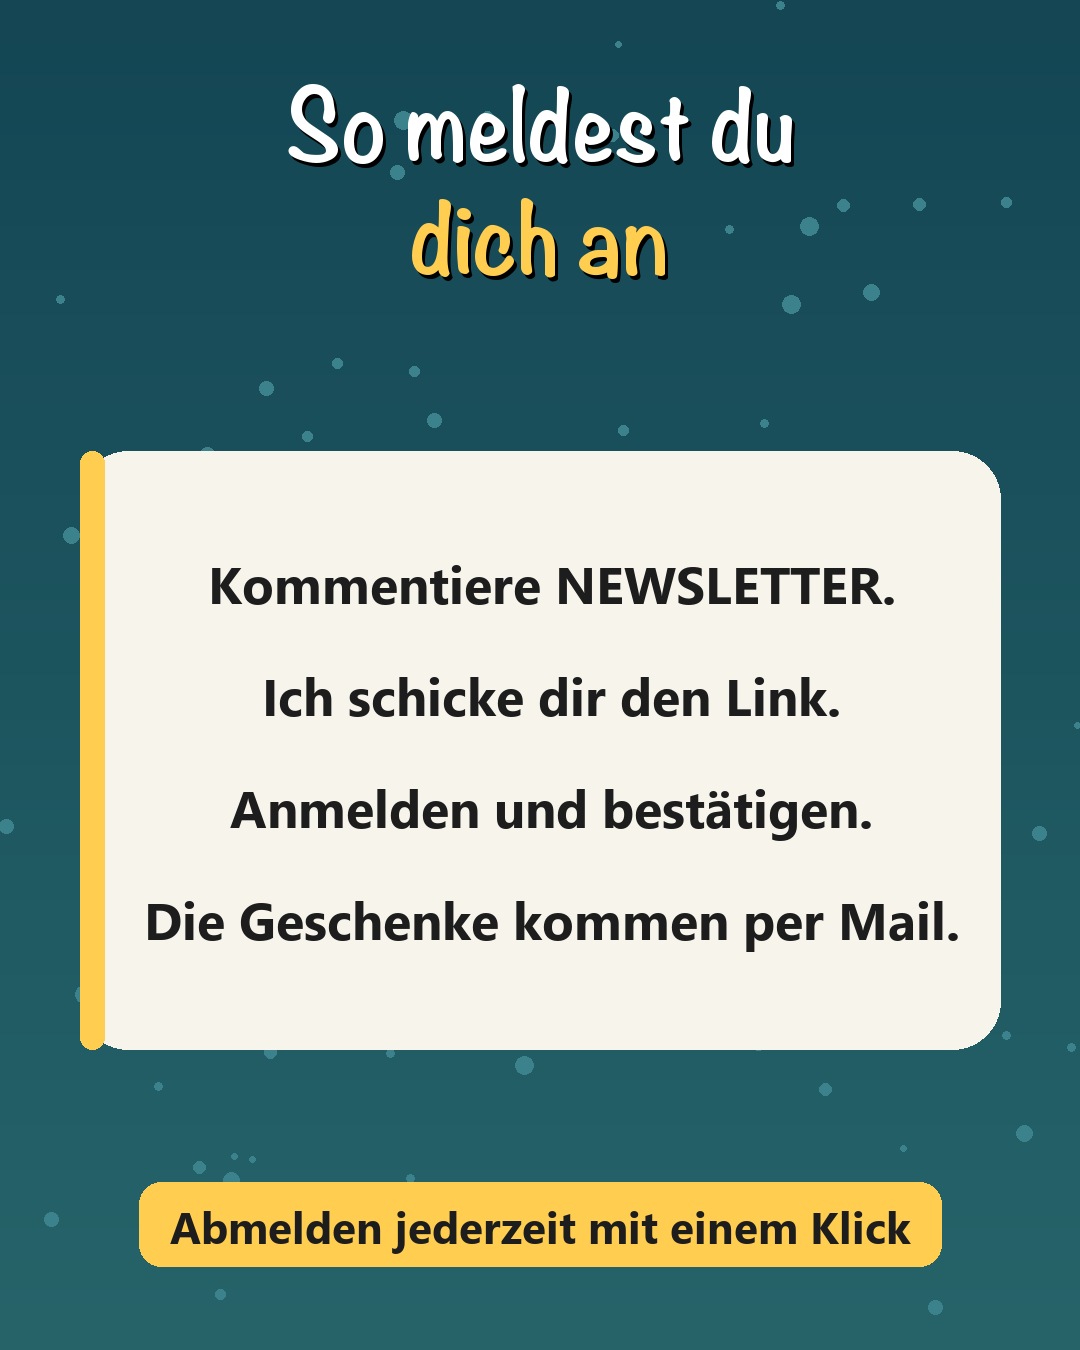 So meldest du
dich an
Kommentiere NEWSLETTER.
Ich schicke dir den Link.
Anmelden und bestätigen.
Die Geschenke kommen per Mail.
Abmelden jederzeit mit einem Klick